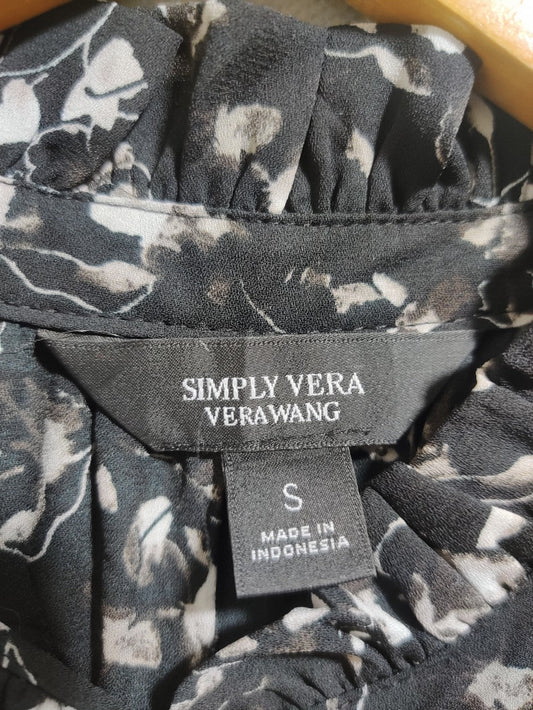 SIMPLY VERA
VERAWANG
S
MADE IN
INDONESIA